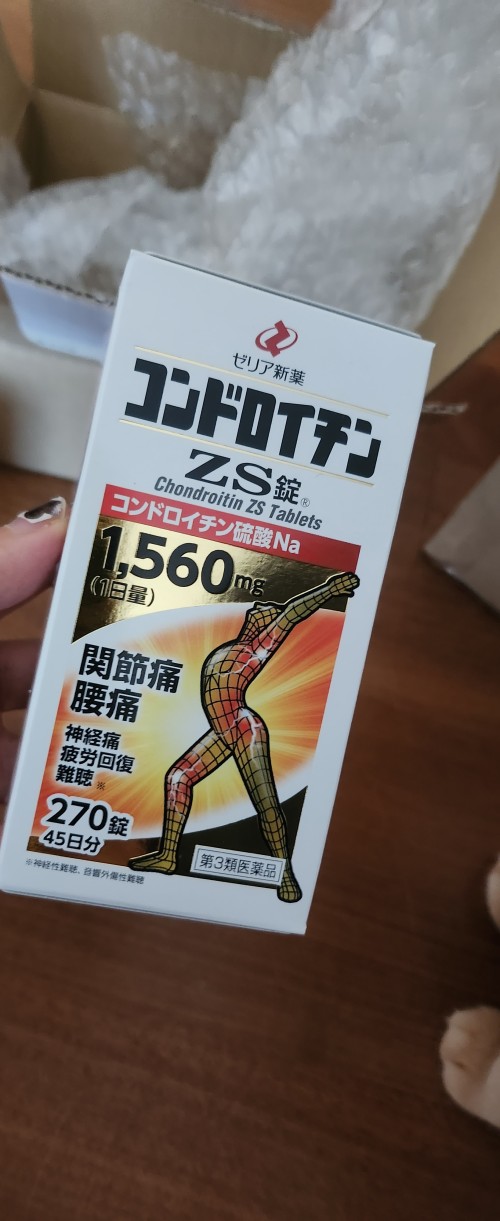 ゼリア新薬
コンドロイチン
ZS錠®
Chondroitin ZS Tablets
コンドロイチン硫酸Na
1,560mg
(1日量)
関節痛
腰痛
神経痛
疲労回復
難聴※
270錠
45日分
第3類医薬品
※神経性難聴、音響外傷性難聴